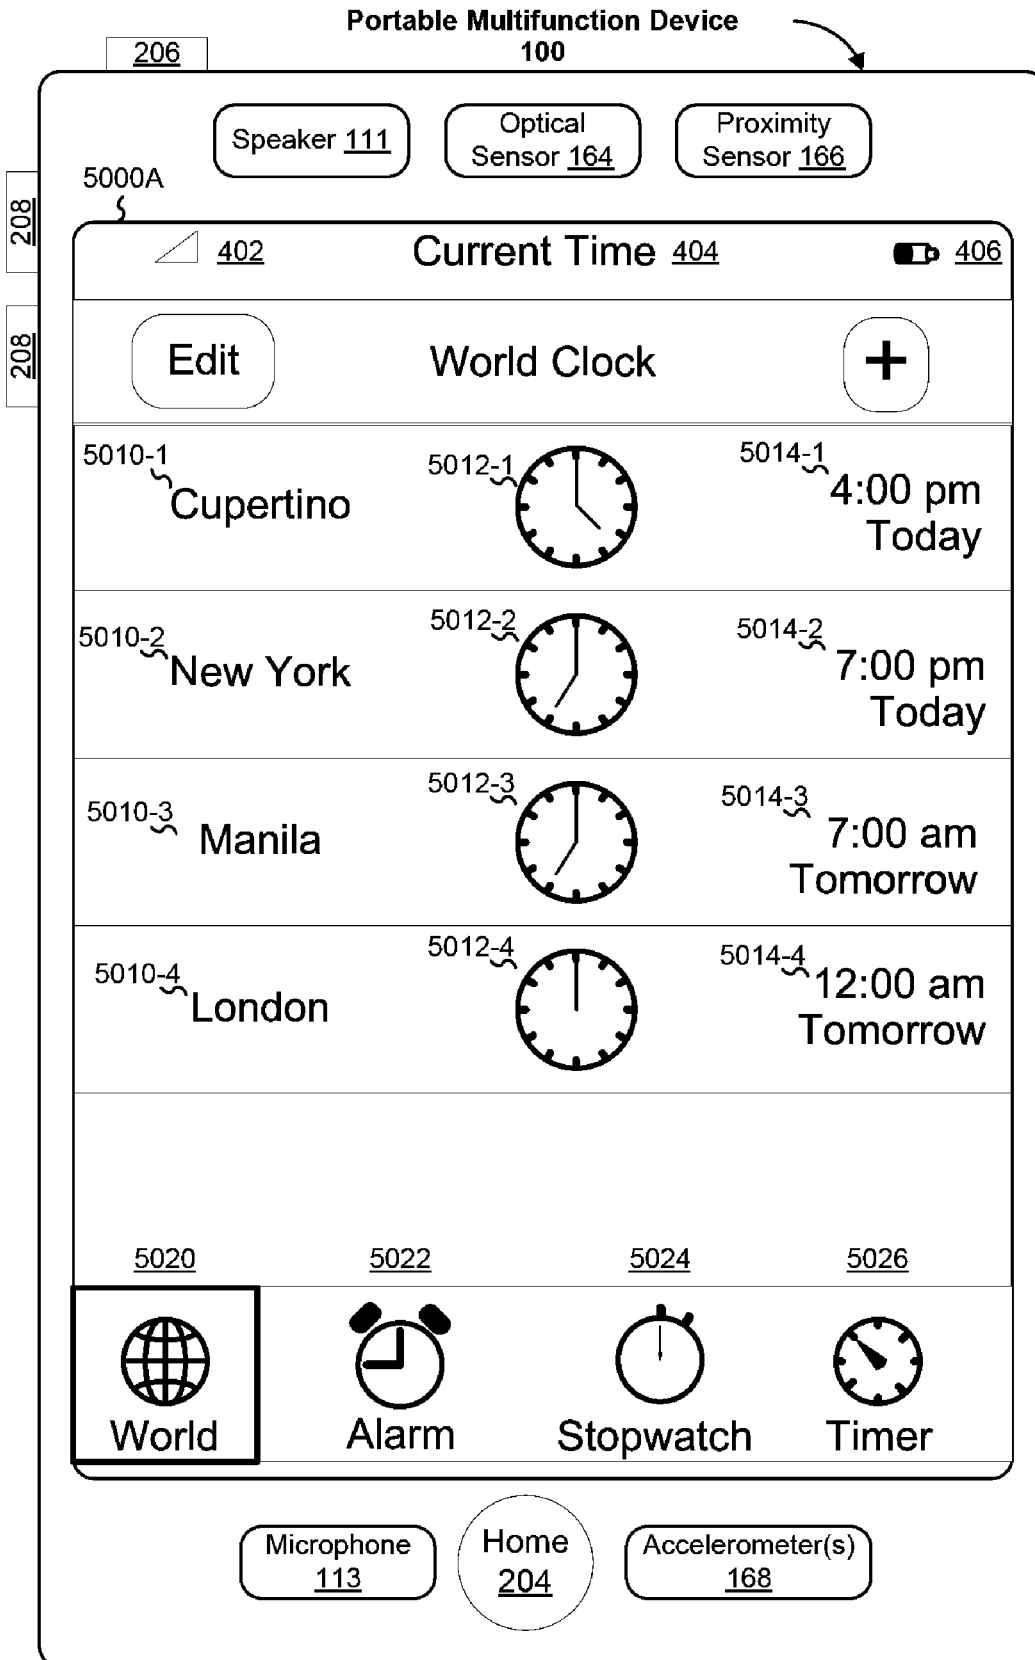 Portable Multifunction Device
100
206
Speaker 111
Optical
Sensor 164
Proximity
Sensor 166
5000A
208
208
402
Current Time 404
406
Edit
World Clock
+
5010-1
Cupertino
5012-1
5014-1
4:00 pm
Today
5010-2
New York
5012-2
5014-2
7:00 pm
Today
5010-3
Manila
5012-3
5014-3
7:00 am
Tomorrow
5010-4
London
5012-4
5014-4
12:00 am
Tomorrow
5020
5022
5024
5026
World
Alarm
Stopwatch
Timer
Microphone
113
Home
204
Accelerometer(s)
168